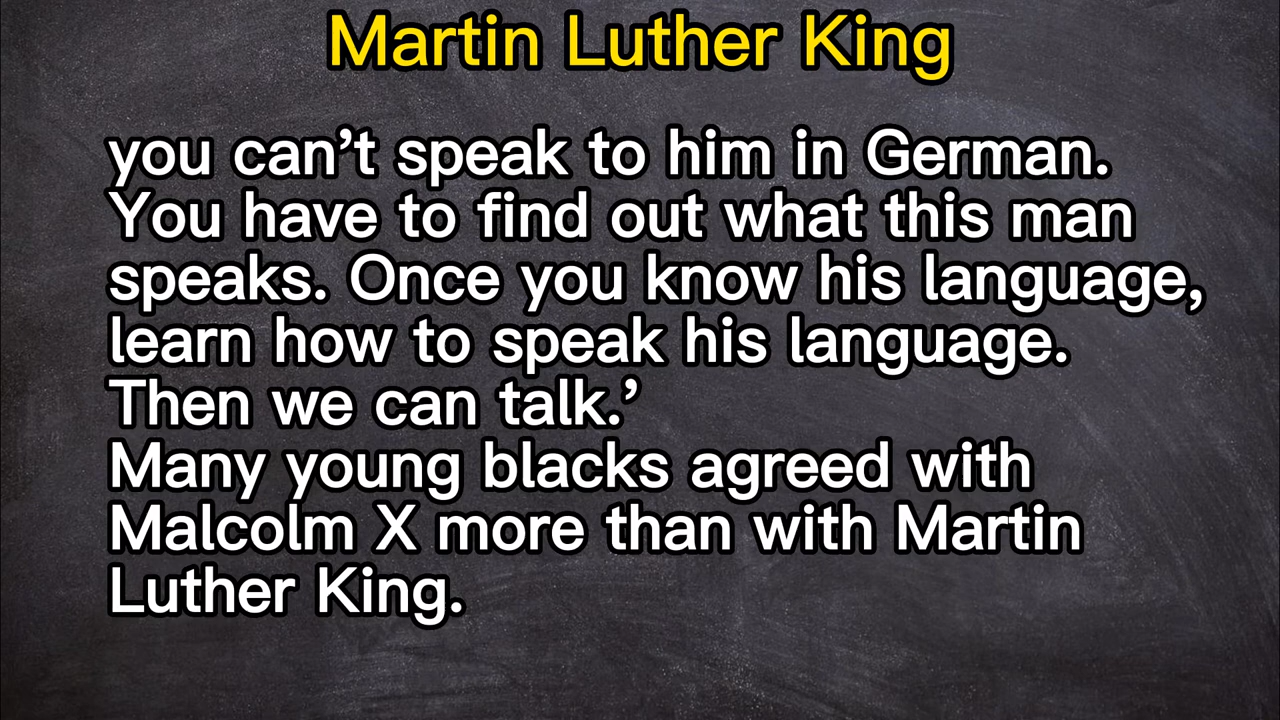 Martin Luther King
you can’t speak to him in German.
You have to find out what this man
speaks. Once you know his language,
learn how to speak his language.
Then we can talk.’
Many young blacks agreed with
Malcolm X more than with Martin
Luther King.